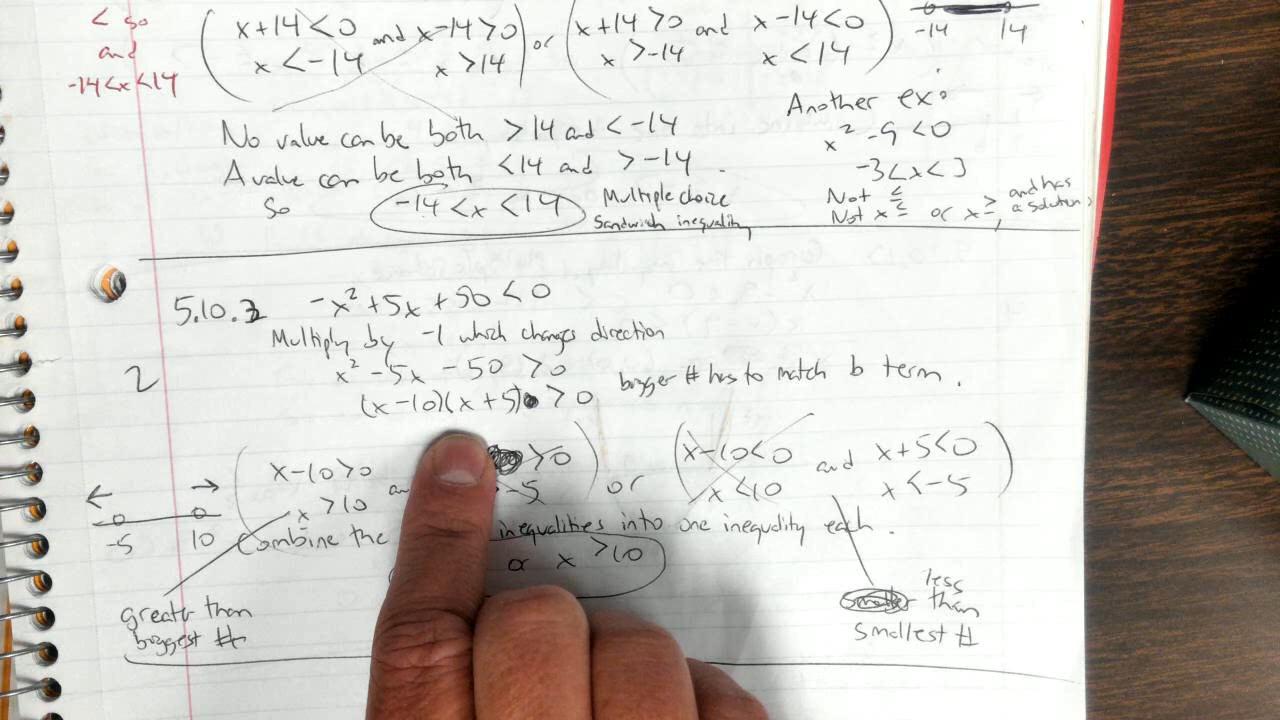 < so
and
-14<x<14
( x+14<0 and x-14>0 ) or ( x+14>0 and x-14<0 )
x<-14 x>14 x>-14 x<14
-14 14
No value can be both >14 and <-14
A value can be both <14 and >-14.
So -14<x<14 Multiple choice
Sandwich inequality
Another ex:
x²-9<0
-3<x<3
Not ≤
Not x≤ or x≥, and has a solution
5.10.2 -x²+5x+50<0
Multiply by -1 which changes direction
2 x²-5x-50>0
(x-10)(x+5)>0 bigger # has to match b term.
( x-10>0 >0 ) or ( x-10<0 and x+5<0 )
x>10 -5 x<10 x<-5
-5 10 Combine the inequalities into one inequality each.
or x>10
greater than
biggest #
less
than
smallest #